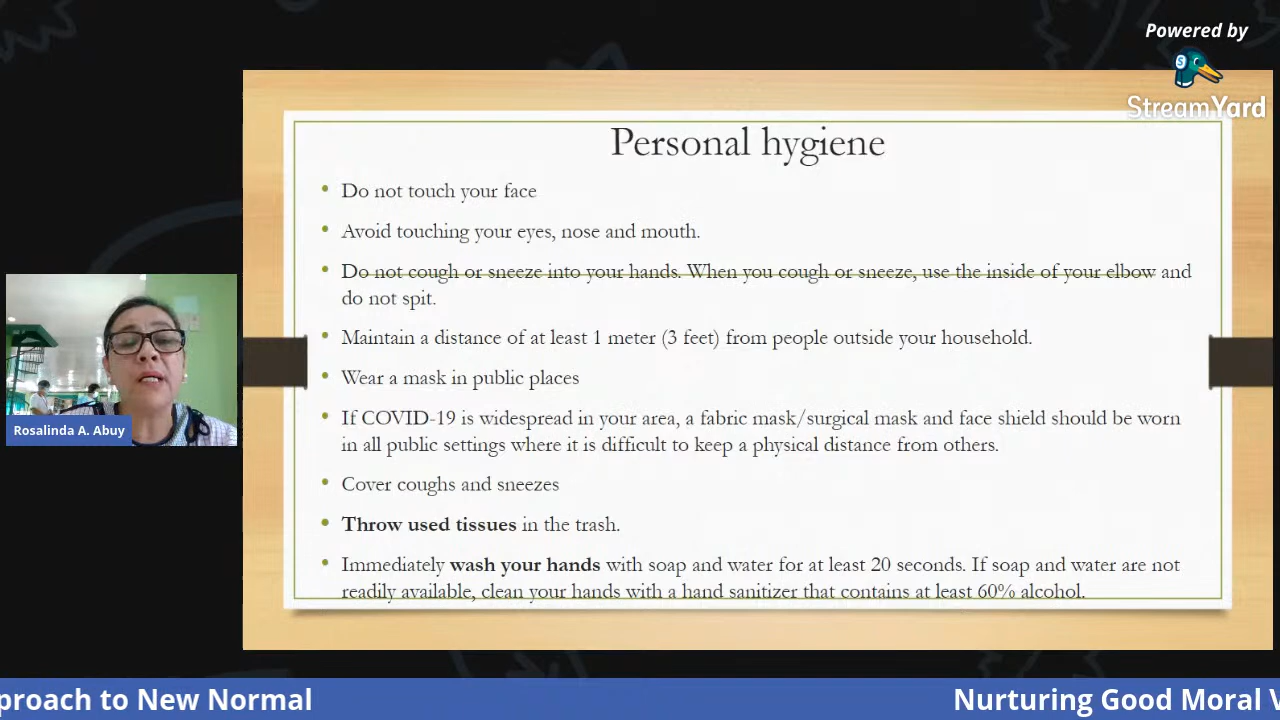 Powered by
StreamYard
Personal hygiene
• Do not touch your face
• Avoid touching your eyes, nose and mouth.
• Do not cough or sneeze into your hands. When you cough or sneeze, use the inside of your elbow and
do not spit.
• Maintain a distance of at least 1 meter (3 feet) from people outside your household.
• Wear a mask in public places
• If COVID-19 is widespread in your area, a fabric mask/surgical mask and face shield should be worn
in all public settings where it is difficult to keep a physical distance from others.
• Cover coughs and sneezes
• Throw used tissues in the trash.
• Immediately wash your hands with soap and water for at least 20 seconds. If soap and water are not
readily available, clean your hands with a hand sanitizer that contains at least 60% alcohol.
Rosalinda A. Abuy
proach to New Normal
Nurturing Good Moral V